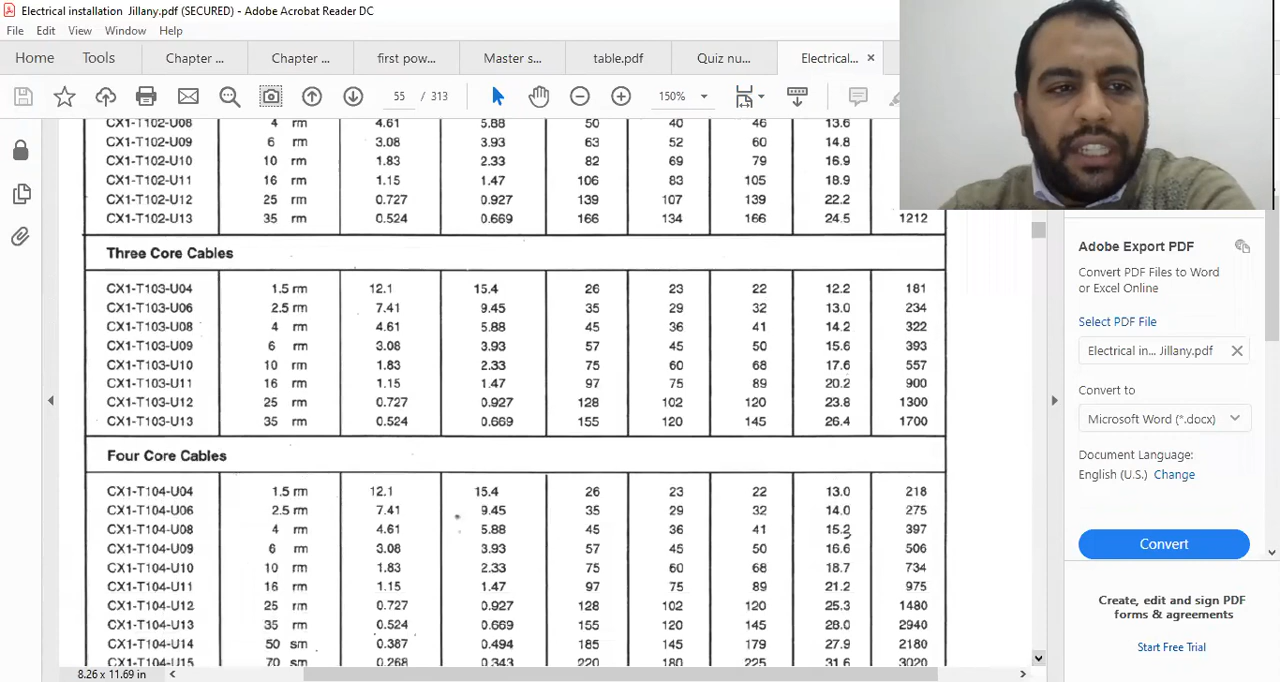 Electrical installation Jillany.pdf (SECURED) - Adobe Acrobat Reader DC
File Edit View Window Help
Home Tools Chapter ... Chapter ... first pow... Master s... table.pdf Quiz nu... Electrical... ×
55 / 313 150%
CX1-T102-U08 4 rm 4.61 5.88 50 40 46 13.6
CX1-T102-U09 6 rm 3.08 3.93 63 52 60 14.8
CX1-T102-U10 10 rm 1.83 2.33 82 69 79 16.9
CX1-T102-U11 16 rm 1.15 1.47 106 83 105 18.9
CX1-T102-U12 25 rm 0.727 0.927 139 107 139 22.2
CX1-T102-U13 35 rm 0.524 0.669 166 134 166 24.5 1212
Three Core Cables
CX1-T103-U04 1.5 rm 12.1 15.4 26 23 22 12.2 181
CX1-T103-U06 2.5 rm 7.41 9.45 35 29 32 13.0 234
CX1-T103-U08 4 rm 4.61 5.88 45 36 41 14.2 322
CX1-T103-U09 6 rm 3.08 3.93 57 45 50 15.6 393
CX1-T103-U10 10 rm 1.83 2.33 75 60 68 17.6 557
CX1-T103-U11 16 rm 1.15 1.47 97 75 89 20.2 900
CX1-T103-U12 25 rm 0.727 0.927 128 102 120 23.8 1300
CX1-T103-U13 35 rm 0.524 0.669 155 120 145 26.4 1700
Four Core Cables
CX1-T104-U04 1.5 rm 12.1 15.4 26 23 22 13.0 218
CX1-T104-U06 2.5 rm 7.41 9.45 35 29 32 14.0 275
CX1-T104-U08 4 rm 4.61 5.88 45 36 41 15.2 397
CX1-T104-U09 6 rm 3.08 3.93 57 45 50 16.6 506
CX1-T104-U10 10 rm 1.83 2.33 75 60 68 18.7 734
CX1-T104-U11 16 rm 1.15 1.47 97 75 89 21.2 975
CX1-T104-U12 25 rm 0.727 0.927 128 102 120 25.3 1480
CX1-T104-U13 35 rm 0.524 0.669 155 120 145 28.0 2940
CX1-T104-U14 50 sm 0.387 0.494 185 145 179 27.9 2180
CX1-T104-U15 70 sm 0.268 0.343 220 180 225 31.6 3020
8.26 x 11.69 in
Adobe Export PDF
Convert PDF Files to Word
or Excel Online
Select PDF File
Electrical in... Jillany.pdf
Convert to
Microsoft Word (*.docx)
Document Language:
English (U.S.) Change
Convert
Create, edit and sign PDF
forms & agreements
Start Free Trial